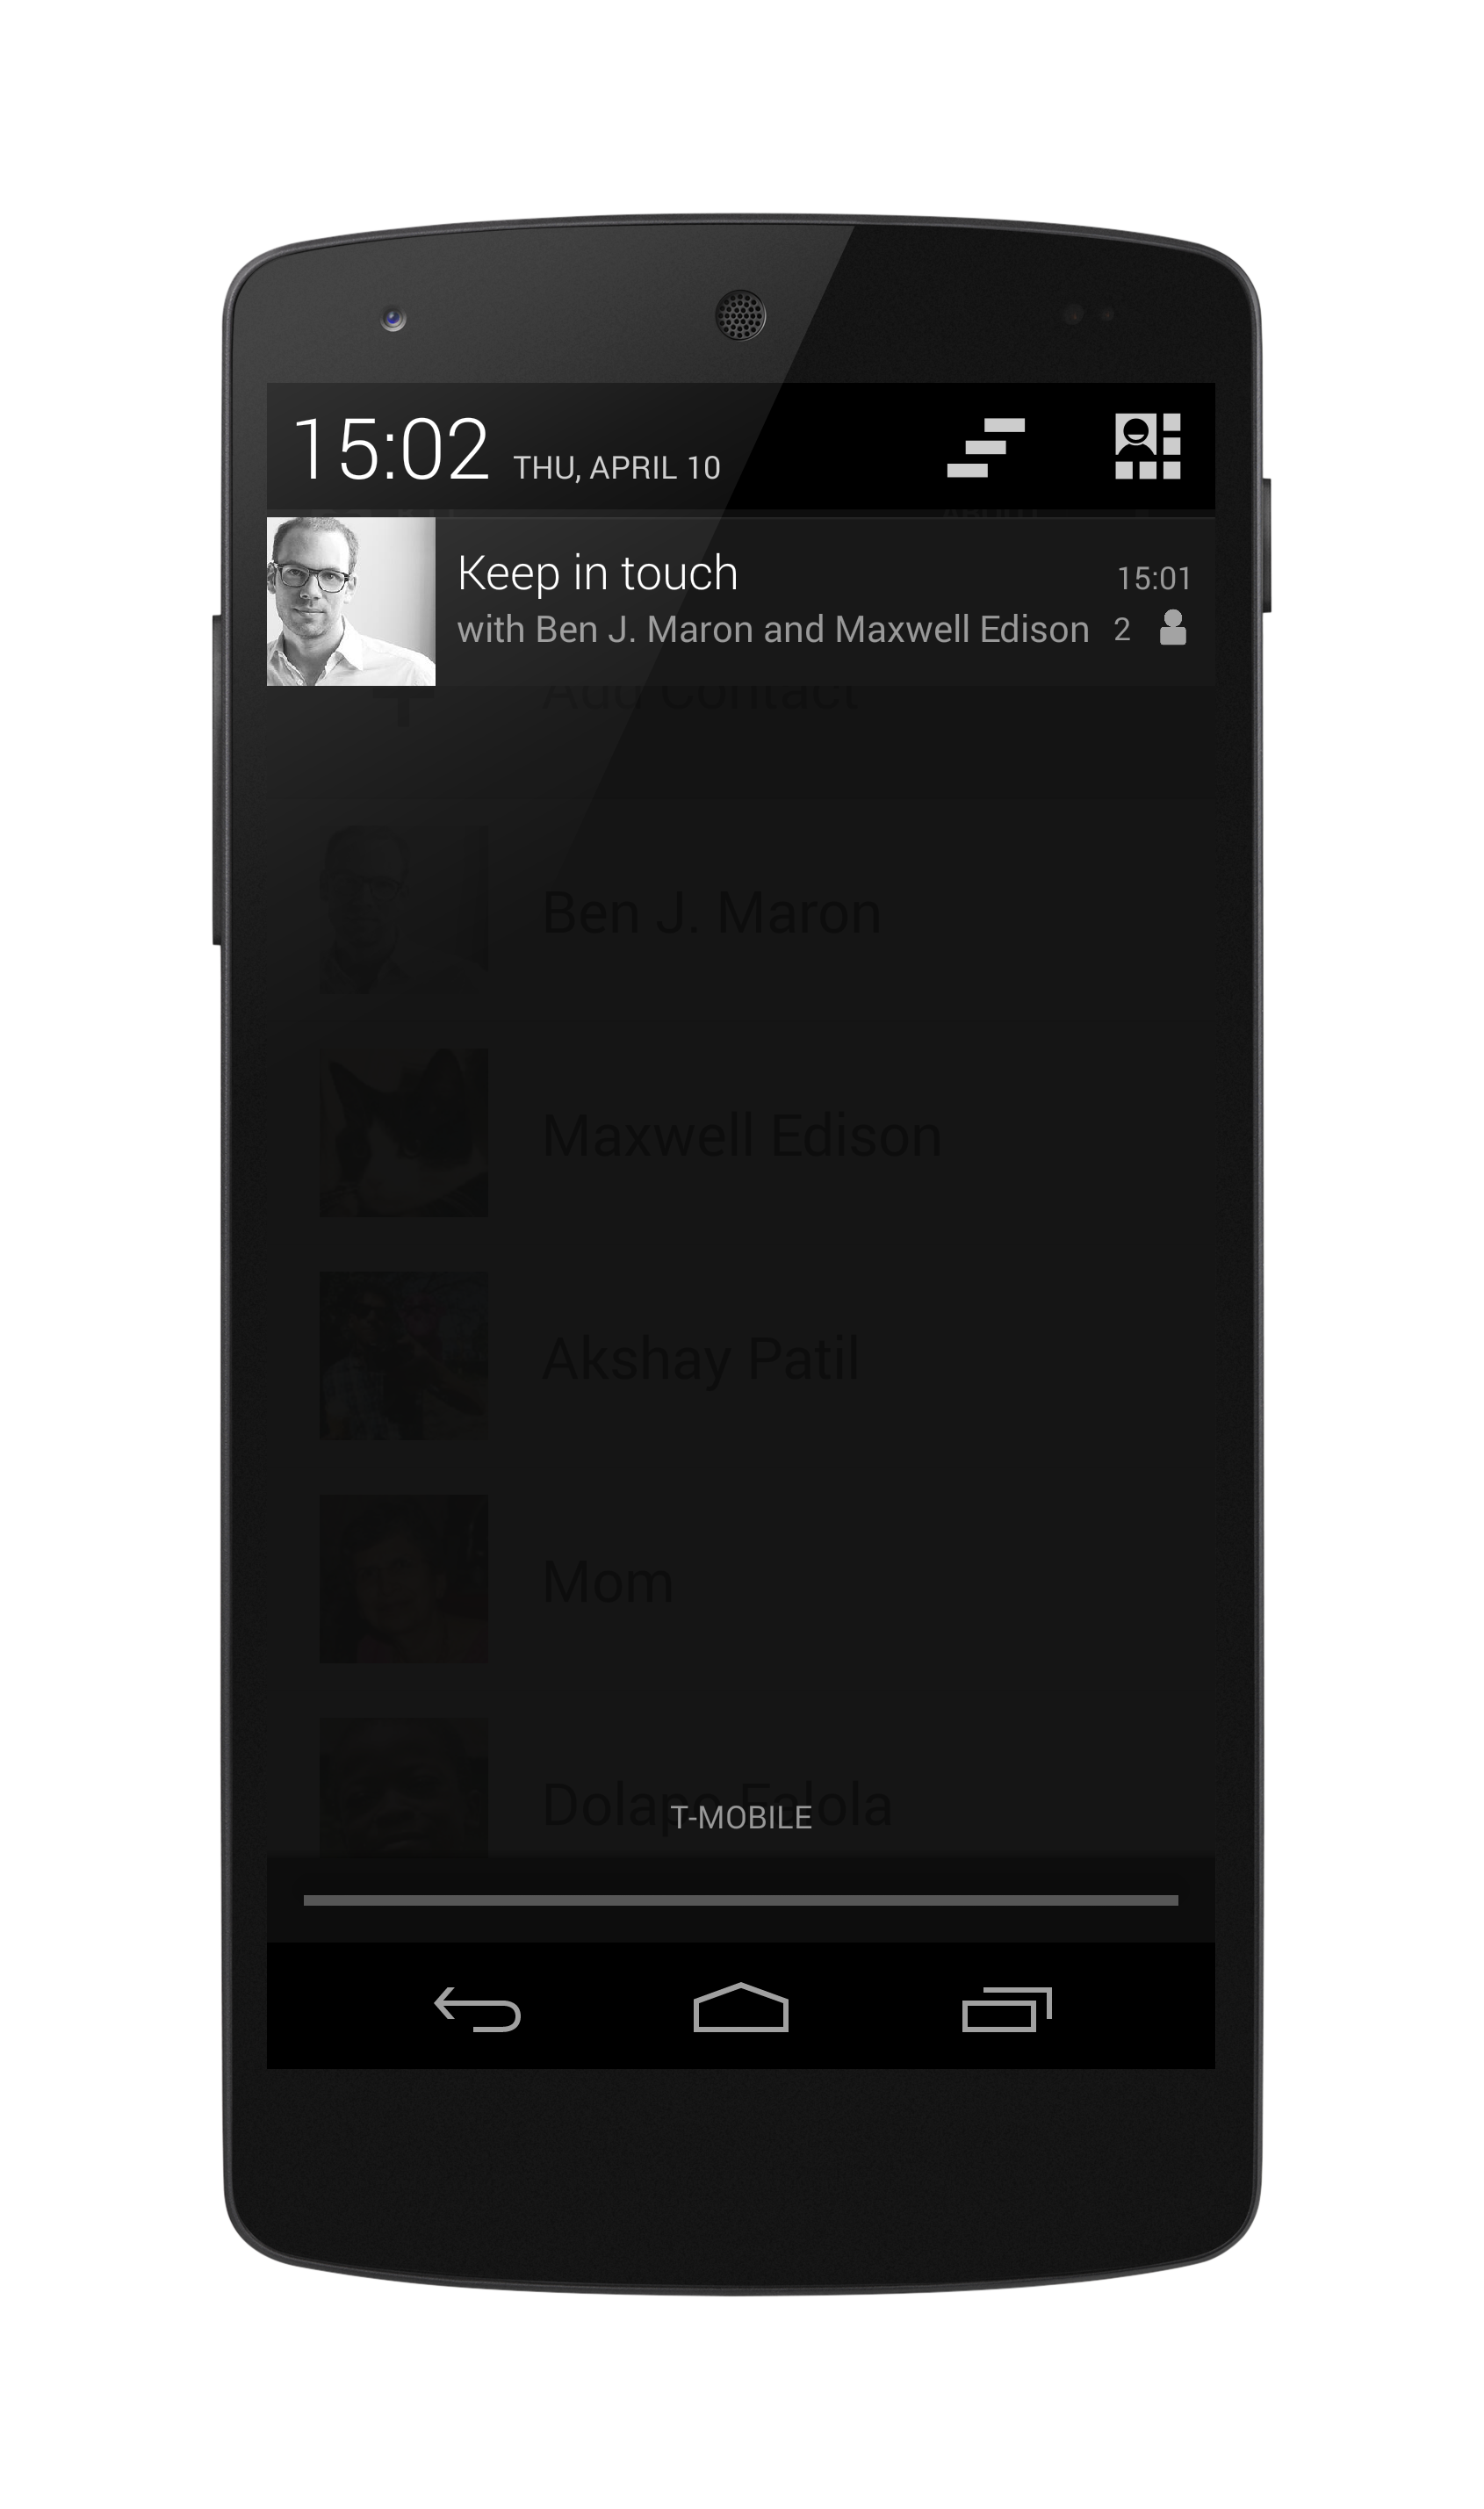 15:02 THU, APRIL 10
ABOUT
Keep in touch 15:01
with Ben J. Maron and Maxwell Edison 2
Add Contact
Ben J. Maron
Maxwell Edison
Akshay Patil
Mom
Dolapo Falola
T-MOBILE